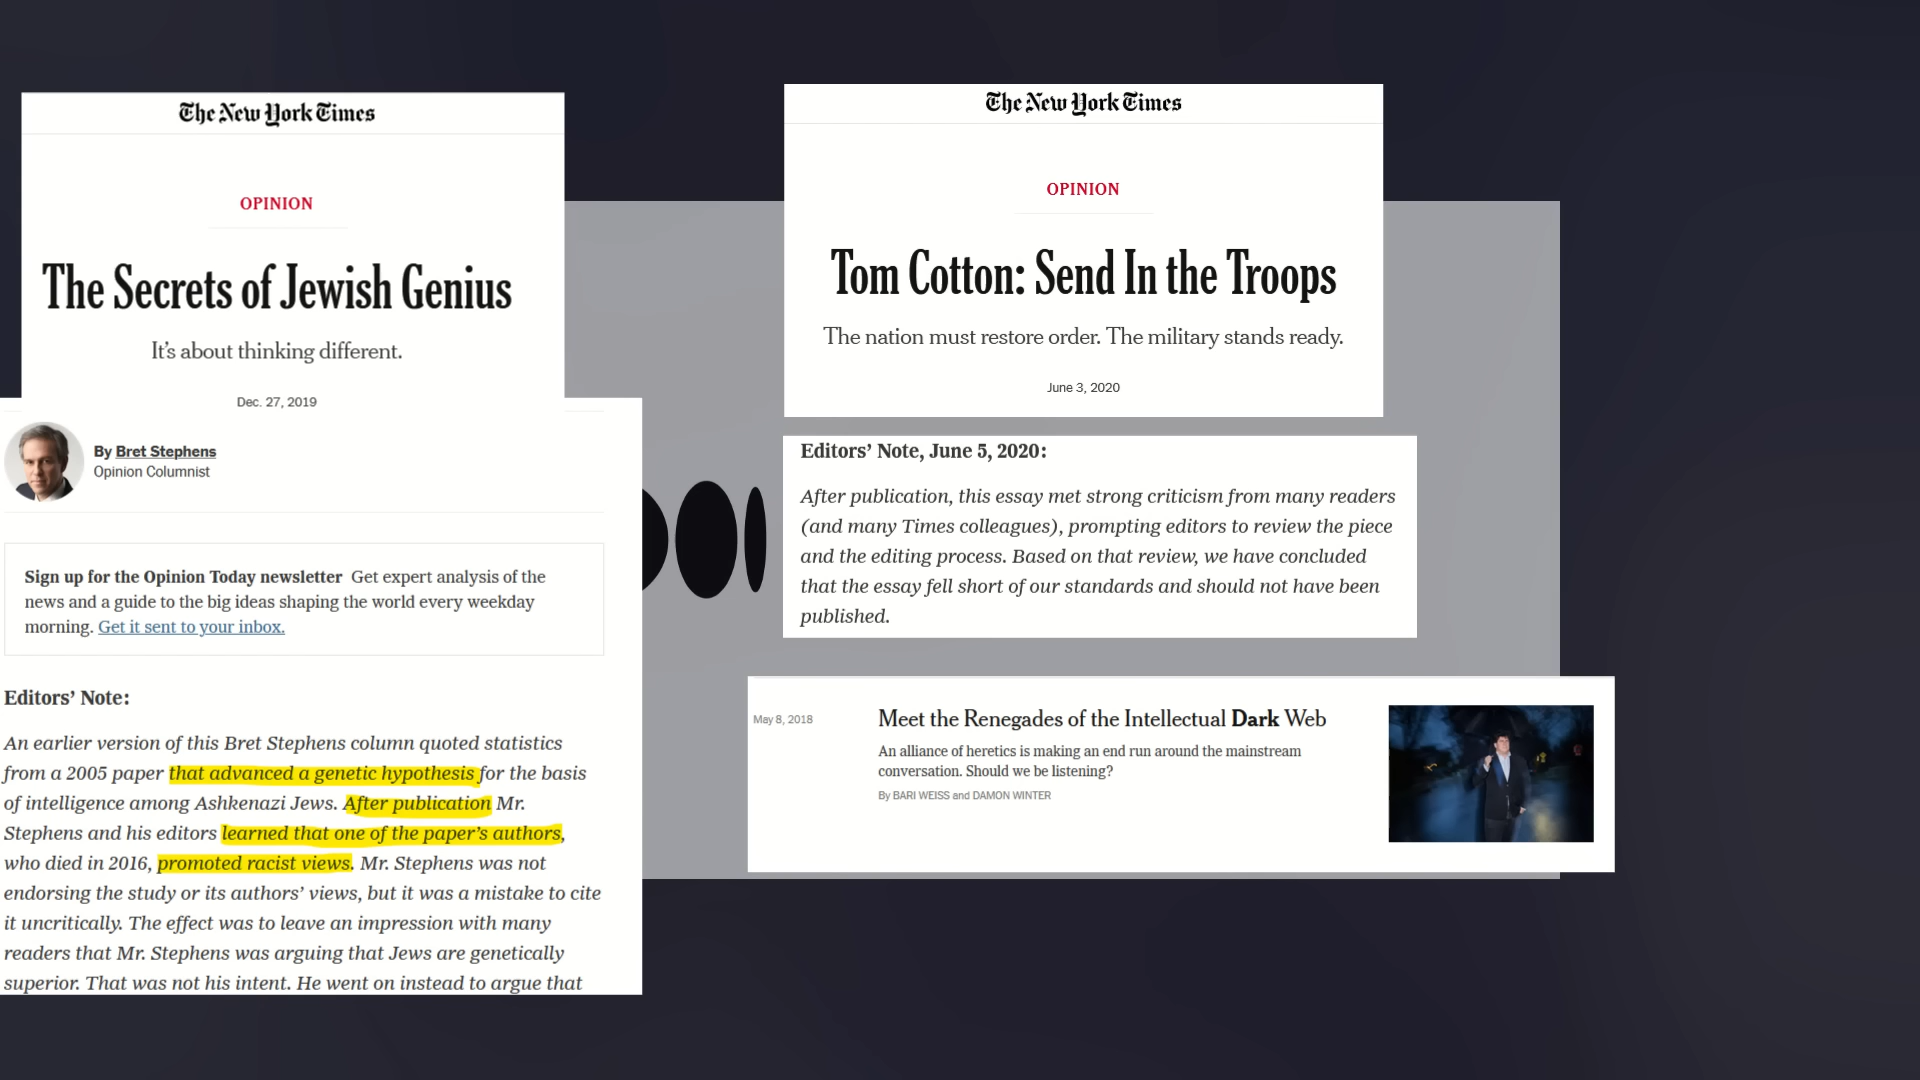 The New York Times
OPINION
The Secrets of Jewish Genius
It's about thinking different.
Dec. 27, 2019
By Bret Stephens
Opinion Columnist
Sign up for the Opinion Today newsletter Get expert analysis of the
news and a guide to the big ideas shaping the world every weekday
morning. Get it sent to your inbox.
Editors' Note:
An earlier version of this Bret Stephens column quoted statistics
from a 2005 paper that advanced a genetic hypothesis for the basis
of intelligence among Ashkenazi Jews. After publication Mr.
Stephens and his editors learned that one of the paper's authors,
who died in 2016, promoted racist views. Mr. Stephens was not
endorsing the study or its authors' views, but it was a mistake to cite
it uncritically. The effect was to leave an impression with many
readers that Mr. Stephens was arguing that Jews are genetically
superior. That was not his intent. He went on instead to argue that
The New York Times
OPINION
Tom Cotton: Send In the Troops
The nation must restore order. The military stands ready.
June 3, 2020
Editors' Note, June 5, 2020:
After publication, this essay met strong criticism from many readers
(and many Times colleagues), prompting editors to review the piece
and the editing process. Based on that review, we have concluded
that the essay fell short of our standards and should not have been
published.
May 8, 2018
Meet the Renegades of the Intellectual Dark Web
An alliance of heretics is making an end run around the mainstream
conversation. Should we be listening?
By BARI WEISS and DAMON WINTER